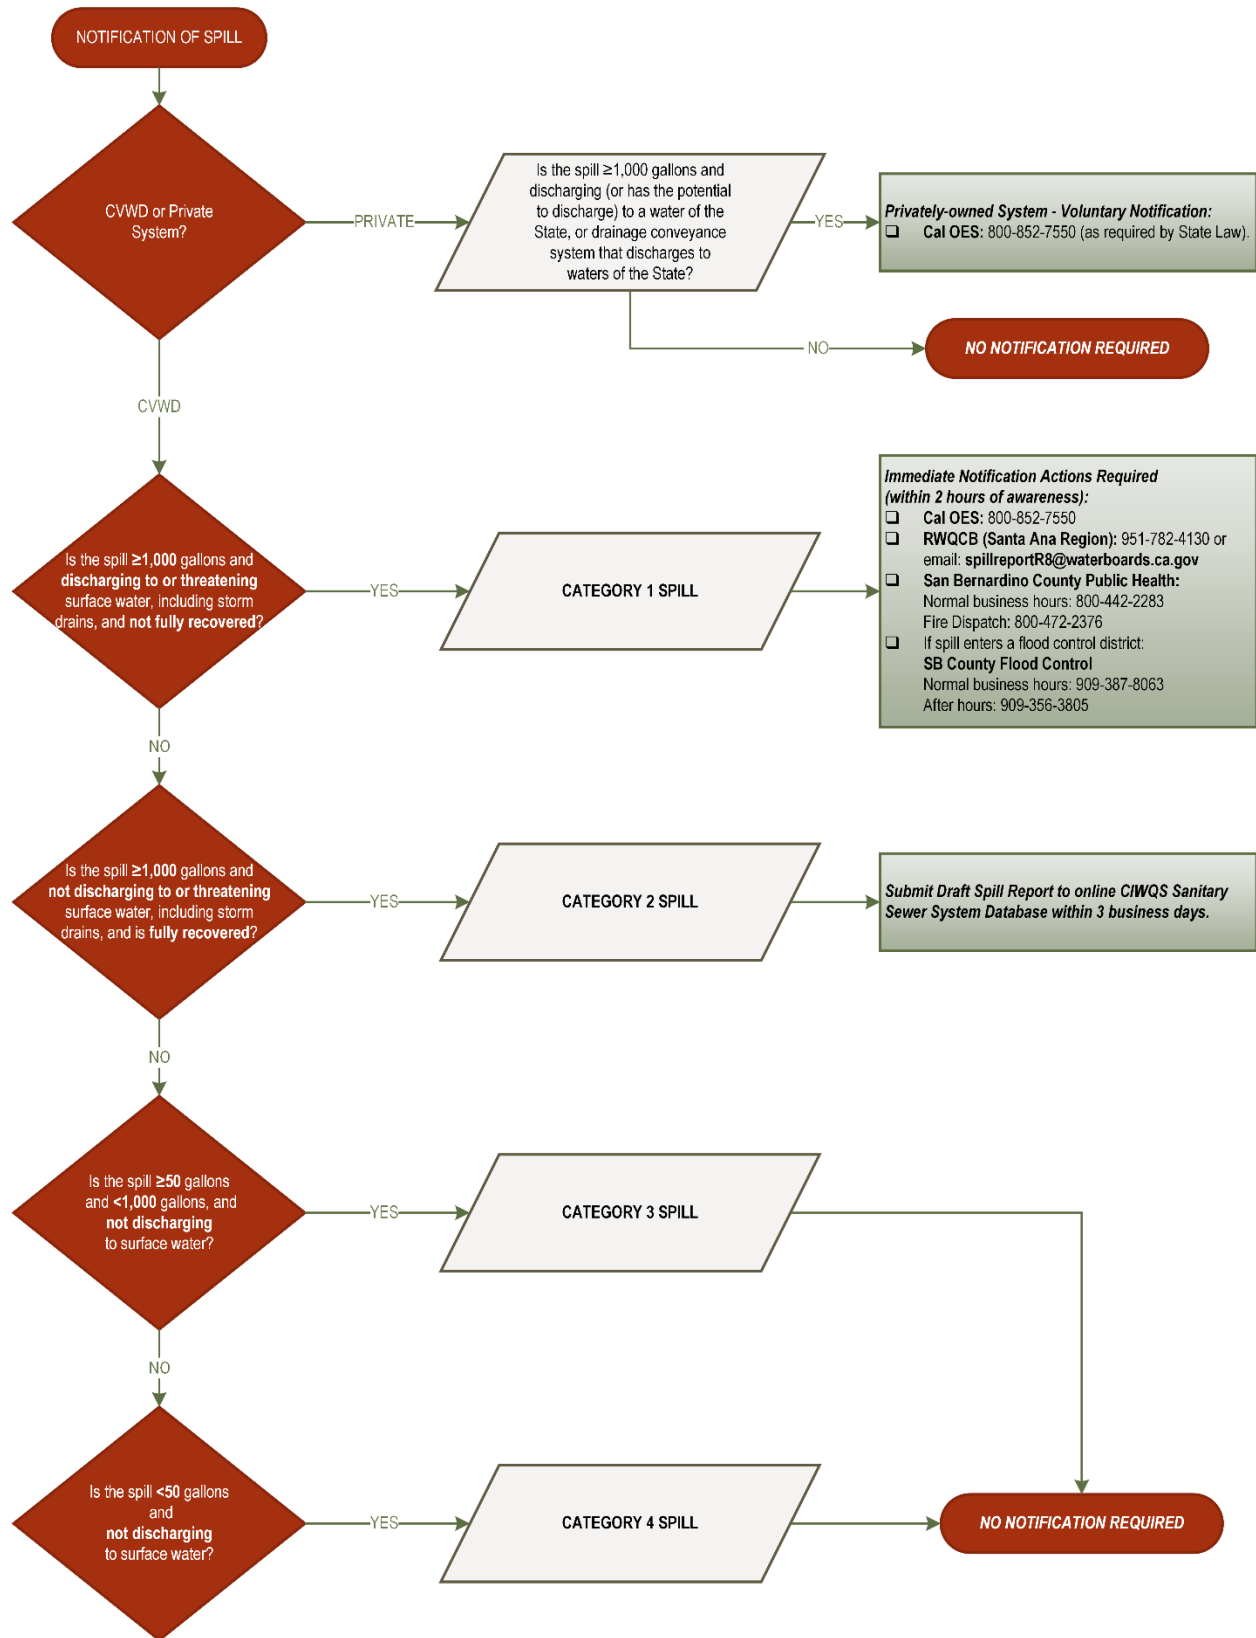 NOTIFICATION OF SPILL
CVWD or Private
System?
PRIVATE
Is the spill ≥1,000 gallons and
discharging (or has the potential
to discharge) to a water of the
State, or drainage conveyance
system that discharges to
waters of the State?
YES
Privately-owned System - Voluntary Notification:
❑ Cal OES: 800-852-7550 (as required by State Law).
NO
NO NOTIFICATION REQUIRED
CVWD
Is the spill ≥1,000 gallons and
discharging to or threatening
surface water, including storm
drains, and not fully recovered?
YES
CATEGORY 1 SPILL
Immediate Notification Actions Required
(within 2 hours of awareness):
❑ Cal OES: 800-852-7550
❑ RWQCB (Santa Ana Region): 951-782-4130 or
email: spillreportR8@waterboards.ca.gov
❑ San Bernardino County Public Health:
Normal business hours: 800-442-2283
Fire Dispatch: 800-472-2376
❑ If spill enters a flood control district:
SB County Flood Control
Normal business hours: 909-387-8063
After hours: 909-356-3805
NO
Is the spill ≥1,000 gallons and
not discharging to or threatening
surface water, including storm
drains, and is fully recovered?
YES
CATEGORY 2 SPILL
Submit Draft Spill Report to online CIWQS Sanitary
Sewer System Database within 3 business days.
NO
Is the spill ≥50 gallons
and <1,000 gallons, and
not discharging
to surface water?
YES
CATEGORY 3 SPILL
NO
Is the spill <50 gallons
and
not discharging
to surface water?
YES
CATEGORY 4 SPILL
NO NOTIFICATION REQUIRED